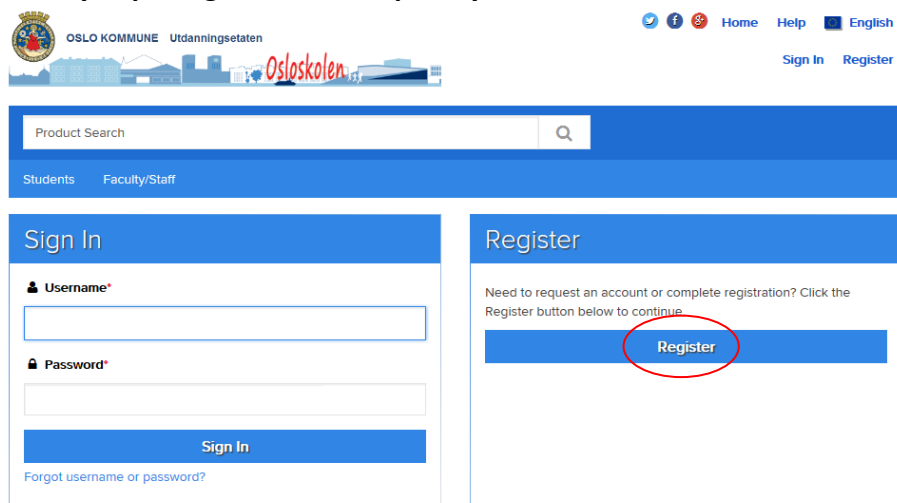 OSLO KOMMUNE Utdanningsetaten
Osloskolen
Home Help English
Sign In Register
Product Search
Students Faculty/Staff
Sign In
Username*
Password*
Sign In
Forgot username or password?
Register
Need to request an account or complete registration? Click the
Register button below to continue.
Register